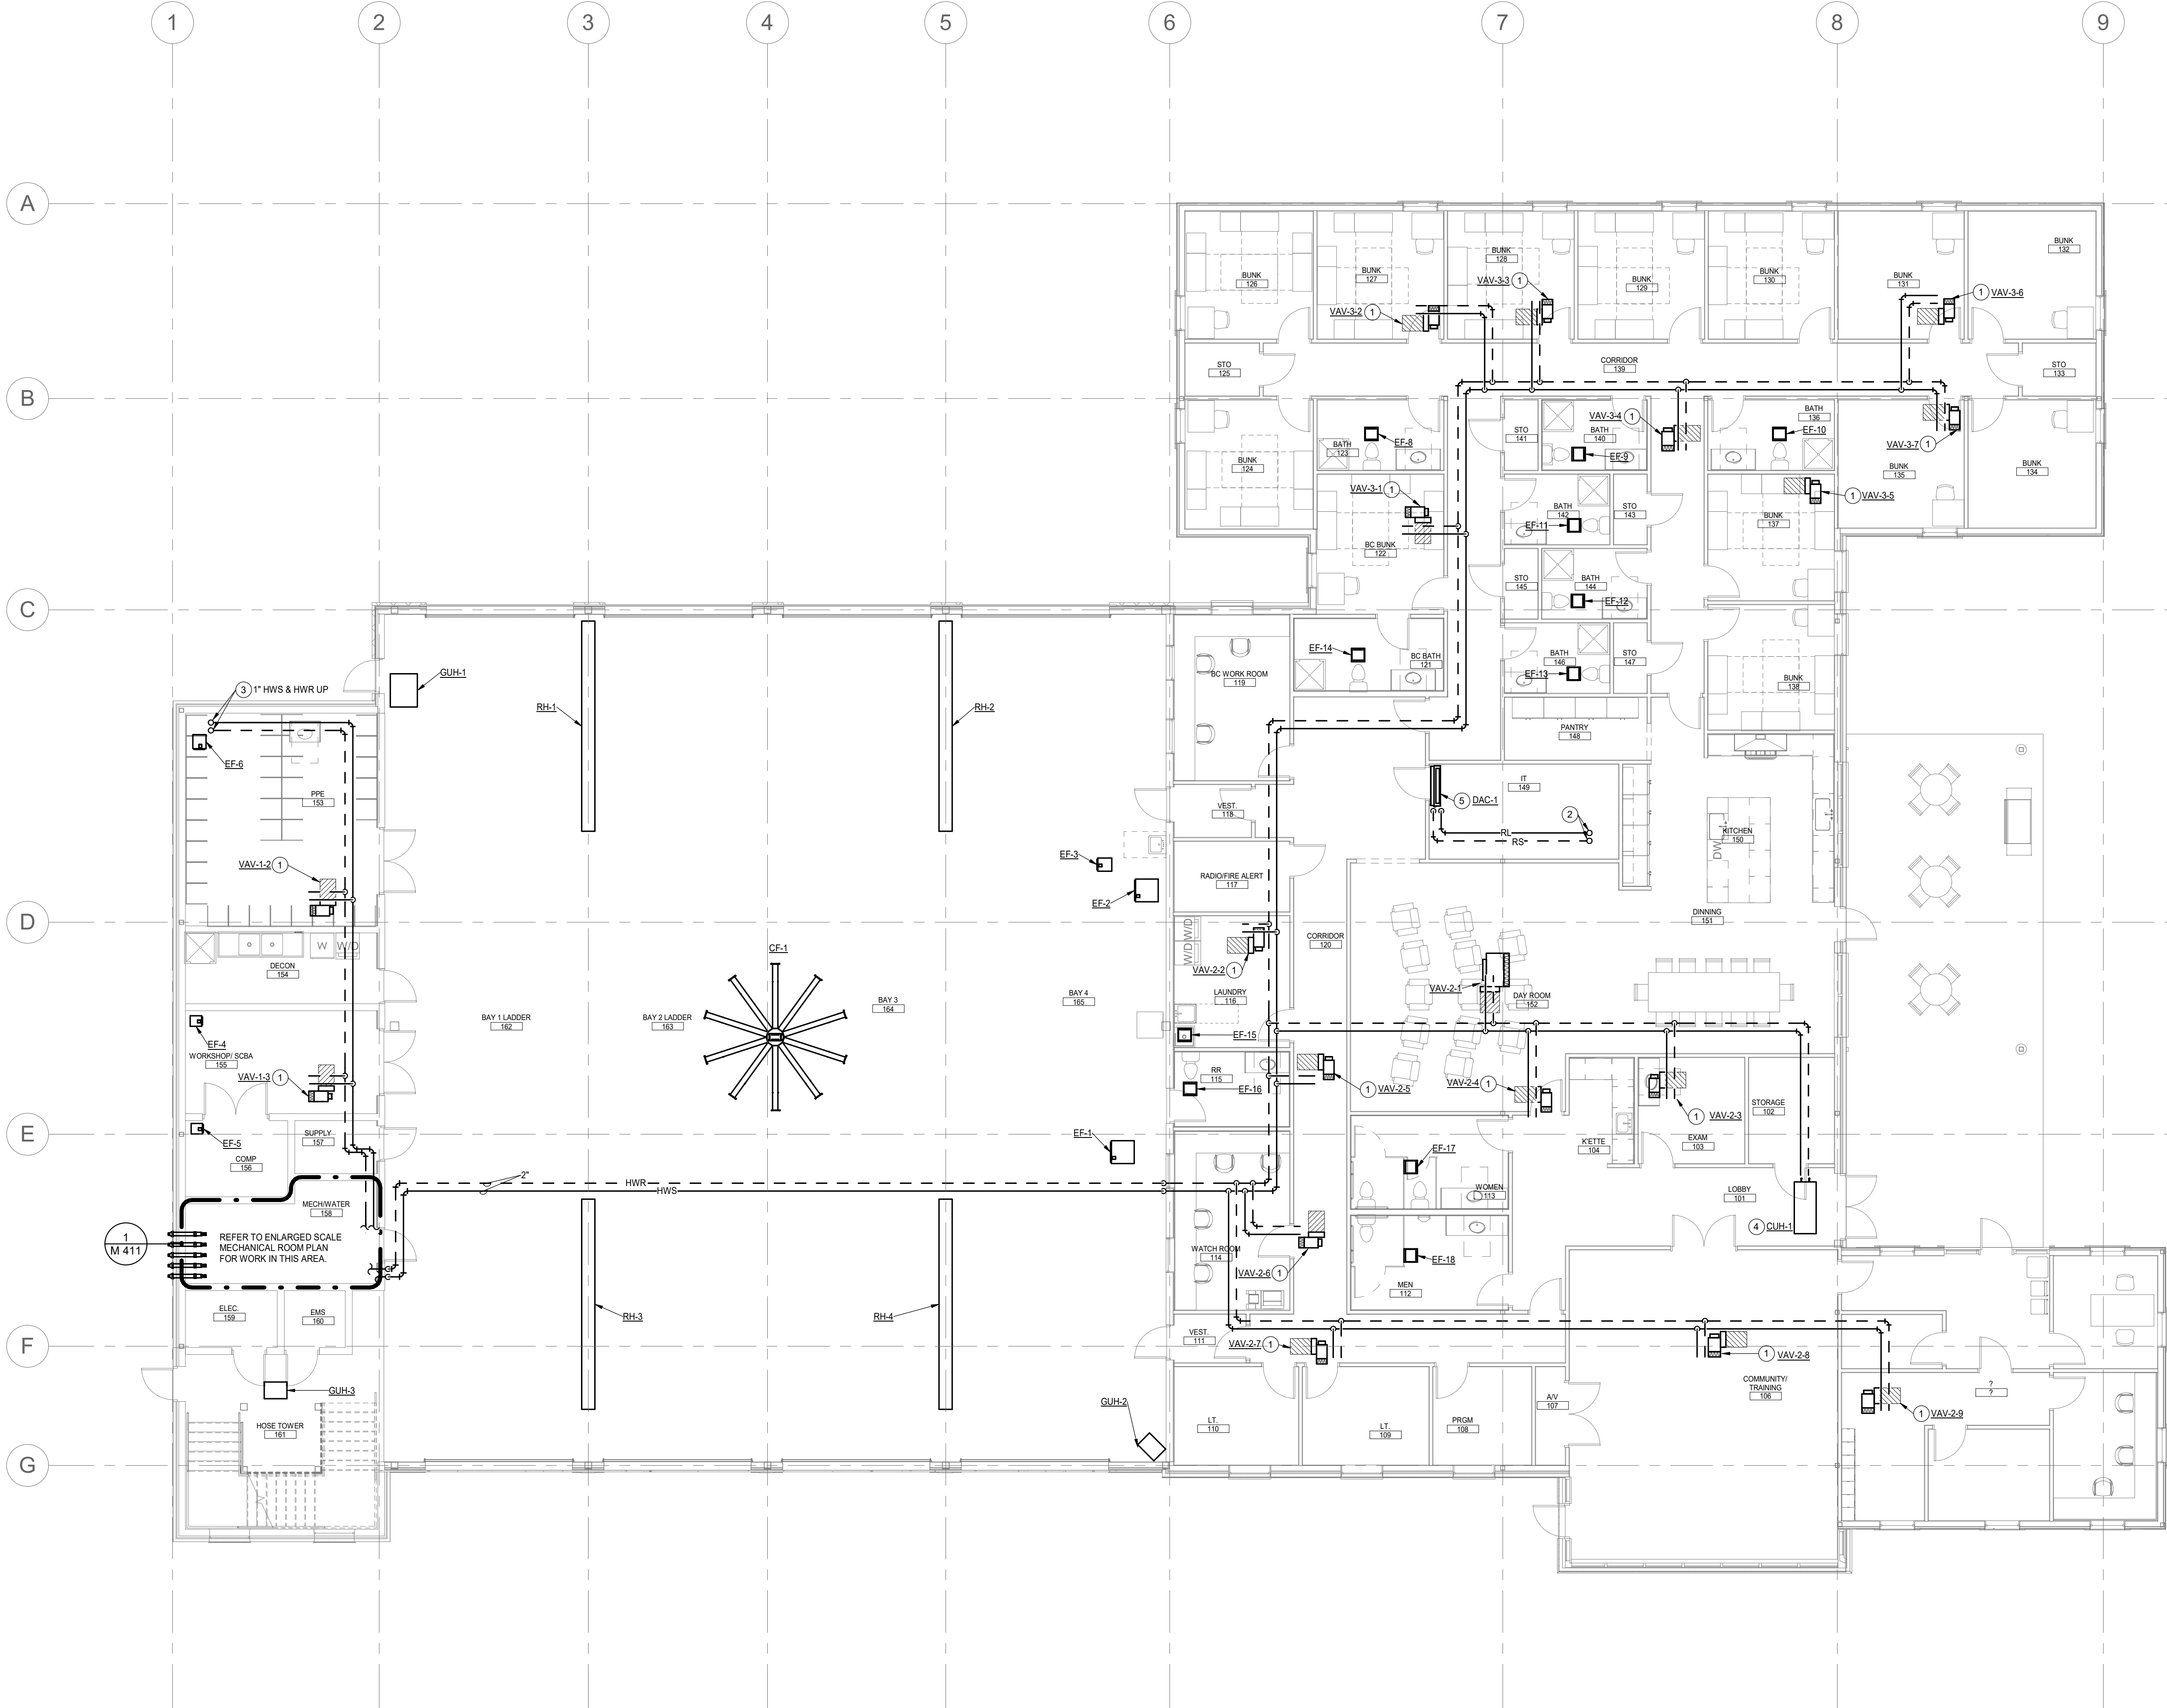 1
2
3
4
5
6
7
8
9
A
B
C
D
E
F
G
BUNK
126
BUNK
127
BUNK
128
BUNK
129
BUNK
130
BUNK
131
BUNK
132
VAV-3-2 1
VAV-3-3 1
1 VAV-3-6
STO
125
CORRIDOR
139
STO
133
BUNK
124
BATH
123
EF-8
STO
141
BATH
140
EF-9
VAV-3-4 1
BATH
136
EF-10
VAV-3-7 1
BUNK
135
BUNK
134
VAV-3-1 1
1 VAV-3-5
BC BUNK
122
BATH
142
EF-11
STO
143
BUNK
137
STO
145
BATH
144
EF-12
BATH
146
EF-13
STO
147
BUNK
138
EF-14
BC BATH
121
BC WORK ROOM
119
PANTRY
148
3 1" HWS & HWR UP
GUH-1
RH-1
RH-2
EF-6
PPE
153
VEST.
118
IT
149
5 DAC-1
2
RL
RS
KITCHEN
150
DW
VAV-1-2 1
EF-3
EF-2
RADIO/FIRE ALERT
117
DINNING
151
W
W/D
DECON
154
CF-1
W/D
W/D
VAV-2-2 1
LAUNDRY
116
CORRIDOR
120
VAV-2-1
DAY ROOM
152
BAY 1 LADDER
162
BAY 2 LADDER
163
BAY 3
164
BAY 4
165
EF-4
WORKSHOP/ SCBA
155
EF-15
VAV-1-3 1
RR
115
EF-16
1 VAV-2-5
VAV-2-4 1
1 VAV-2-3
STORAGE
102
EF-5
SUPPLY
157
COMP
156
EF-1
K'ETTE
104
EXAM
103
EF-17
WOMEN
113
2"
HWR
HWS
MECH/WATER
158
1
M 411
REFER TO ENLARGED SCALE
MECHANICAL ROOM PLAN
FOR WORK IN THIS AREA.
LOBBY
101
4 CUH-1
WATCH ROOM
114
VAV-2-6 1
EF-18
MEN
112
ELEC.
159
EMS
160
RH-3
RH-4
VEST.
111
VAV-2-7 1
1 VAV-2-8
COMMUNITY/
TRAINING
106
?
?
1 VAV-2-9
GUH-3
HOSE TOWER
161
GUH-2
LT.
110
LT.
109
PRGM
108
A/V
107